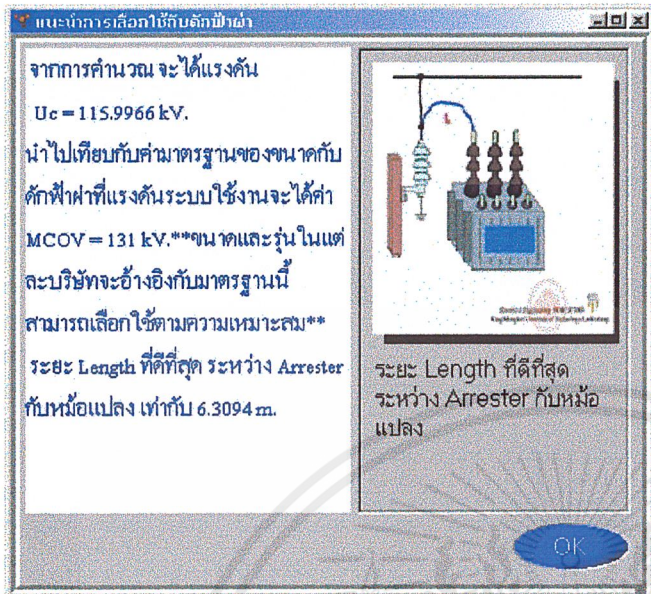 แนะนำการเลือกใช้กับดักฟ้าผ่า
จากการคำนวณ จะได้แรงดัน
Uc = 115.9966 kV.
นำไปเทียบกับค่ามาตรฐานของขนาดกับ
ดักฟ้าผ่าที่แรงดันระบบใช้งานจะได้ค่า
MCOV = 131 kV.**ขนาดและรุ่นในแต่
ละบริษัทจะอ้างอิงกับมาตรฐานนี้
สามารถเลือกใช้ตามความเหมาะสม**
ระยะ Length ที่ดีที่สุด ระหว่าง Arrester
กับหม้อแปลง เท่ากับ 6.3094 m.
L
ระยะ Length ที่ดีที่สุด
ระหว่าง Arrester กับหม้อ
แปลง
OK